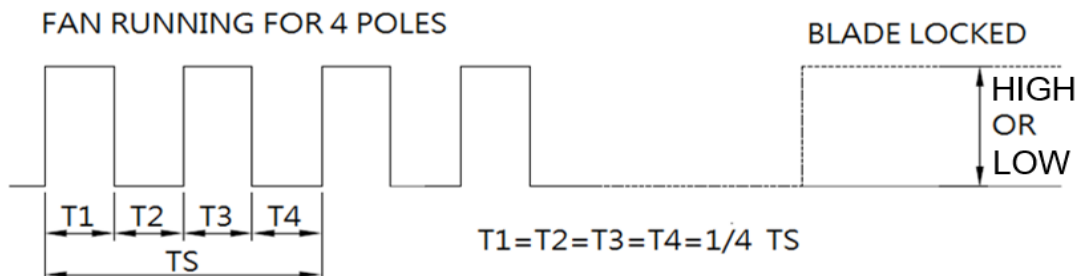 FAN RUNNING FOR 4 POLES
BLADE LOCKED
HIGH
OR
LOW
T1 T2 T3 T4
TS
T1=T2=T3=T4=1/4 TS